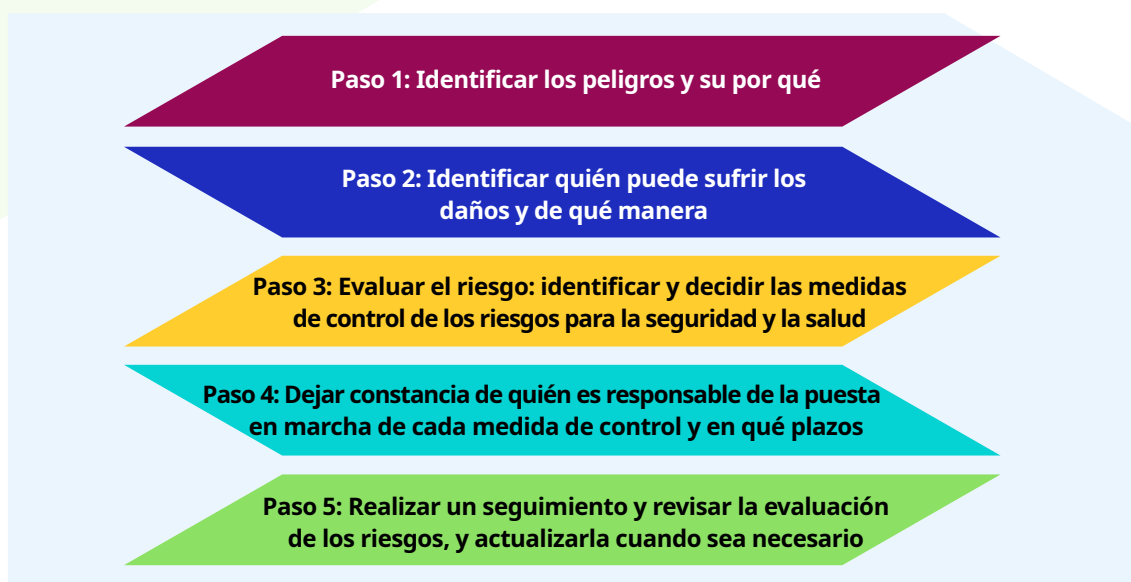 Paso 1: Identificar los peligros y su por qué
Paso 2: Identificar quién puede sufrir los
daños y de qué manera
Paso 3: Evaluar el riesgo: identificar y decidir las medidas
de control de los riesgos para la seguridad y la salud
Paso 4: Dejar constancia de quién es responsable de la puesta
en marcha de cada medida de control y en qué plazos
Paso 5: Realizar un seguimiento y revisar la evaluación
de los riesgos, y actualizarla cuando sea necesario